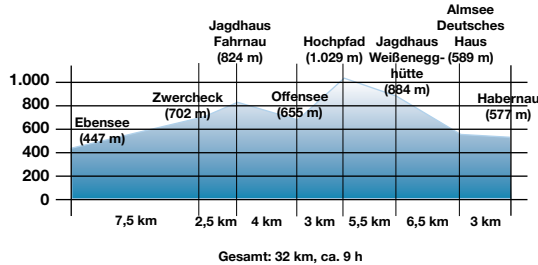 Jagdhaus
Fahrnau
(824 m)
Hochpfad
(1.029 m)
Jagdhaus
Weißenegg-
hütte
(884 m)
Almsee
Deutsches
Haus
(589 m)
Zwercheck
(702 m)
Offensee
(655 m)
Habernau
(577 m)
Ebensee
(447 m)
1.000
800
600
400
200
0
7,5 km
2,5 km
4 km
3 km
5,5 km
6,5 km
3 km
Gesamt: 32 km, ca. 9 h